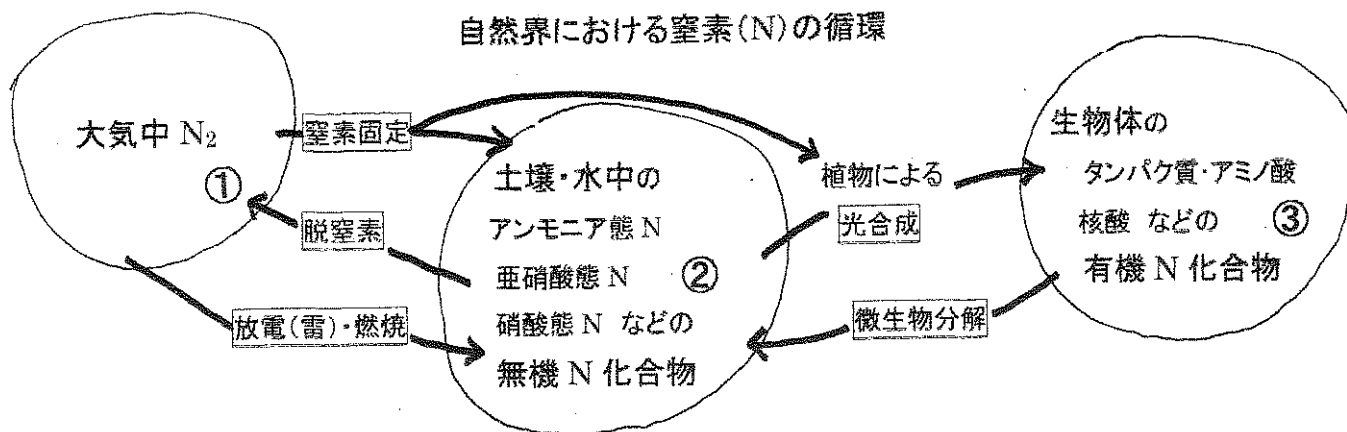 自然界における窒素(N)の循環
大気中 N₂
①
窒素固定
脱窒素
放電(雷)・燃焼
土壌・水中の
アンモニア態 N
亜硝酸態 N ②
硝酸態 N などの
無機 N 化合物
植物による
光合成
微生物分解
生物体の
タンパク質・アミノ酸
核酸 などの ③
有機 N 化合物